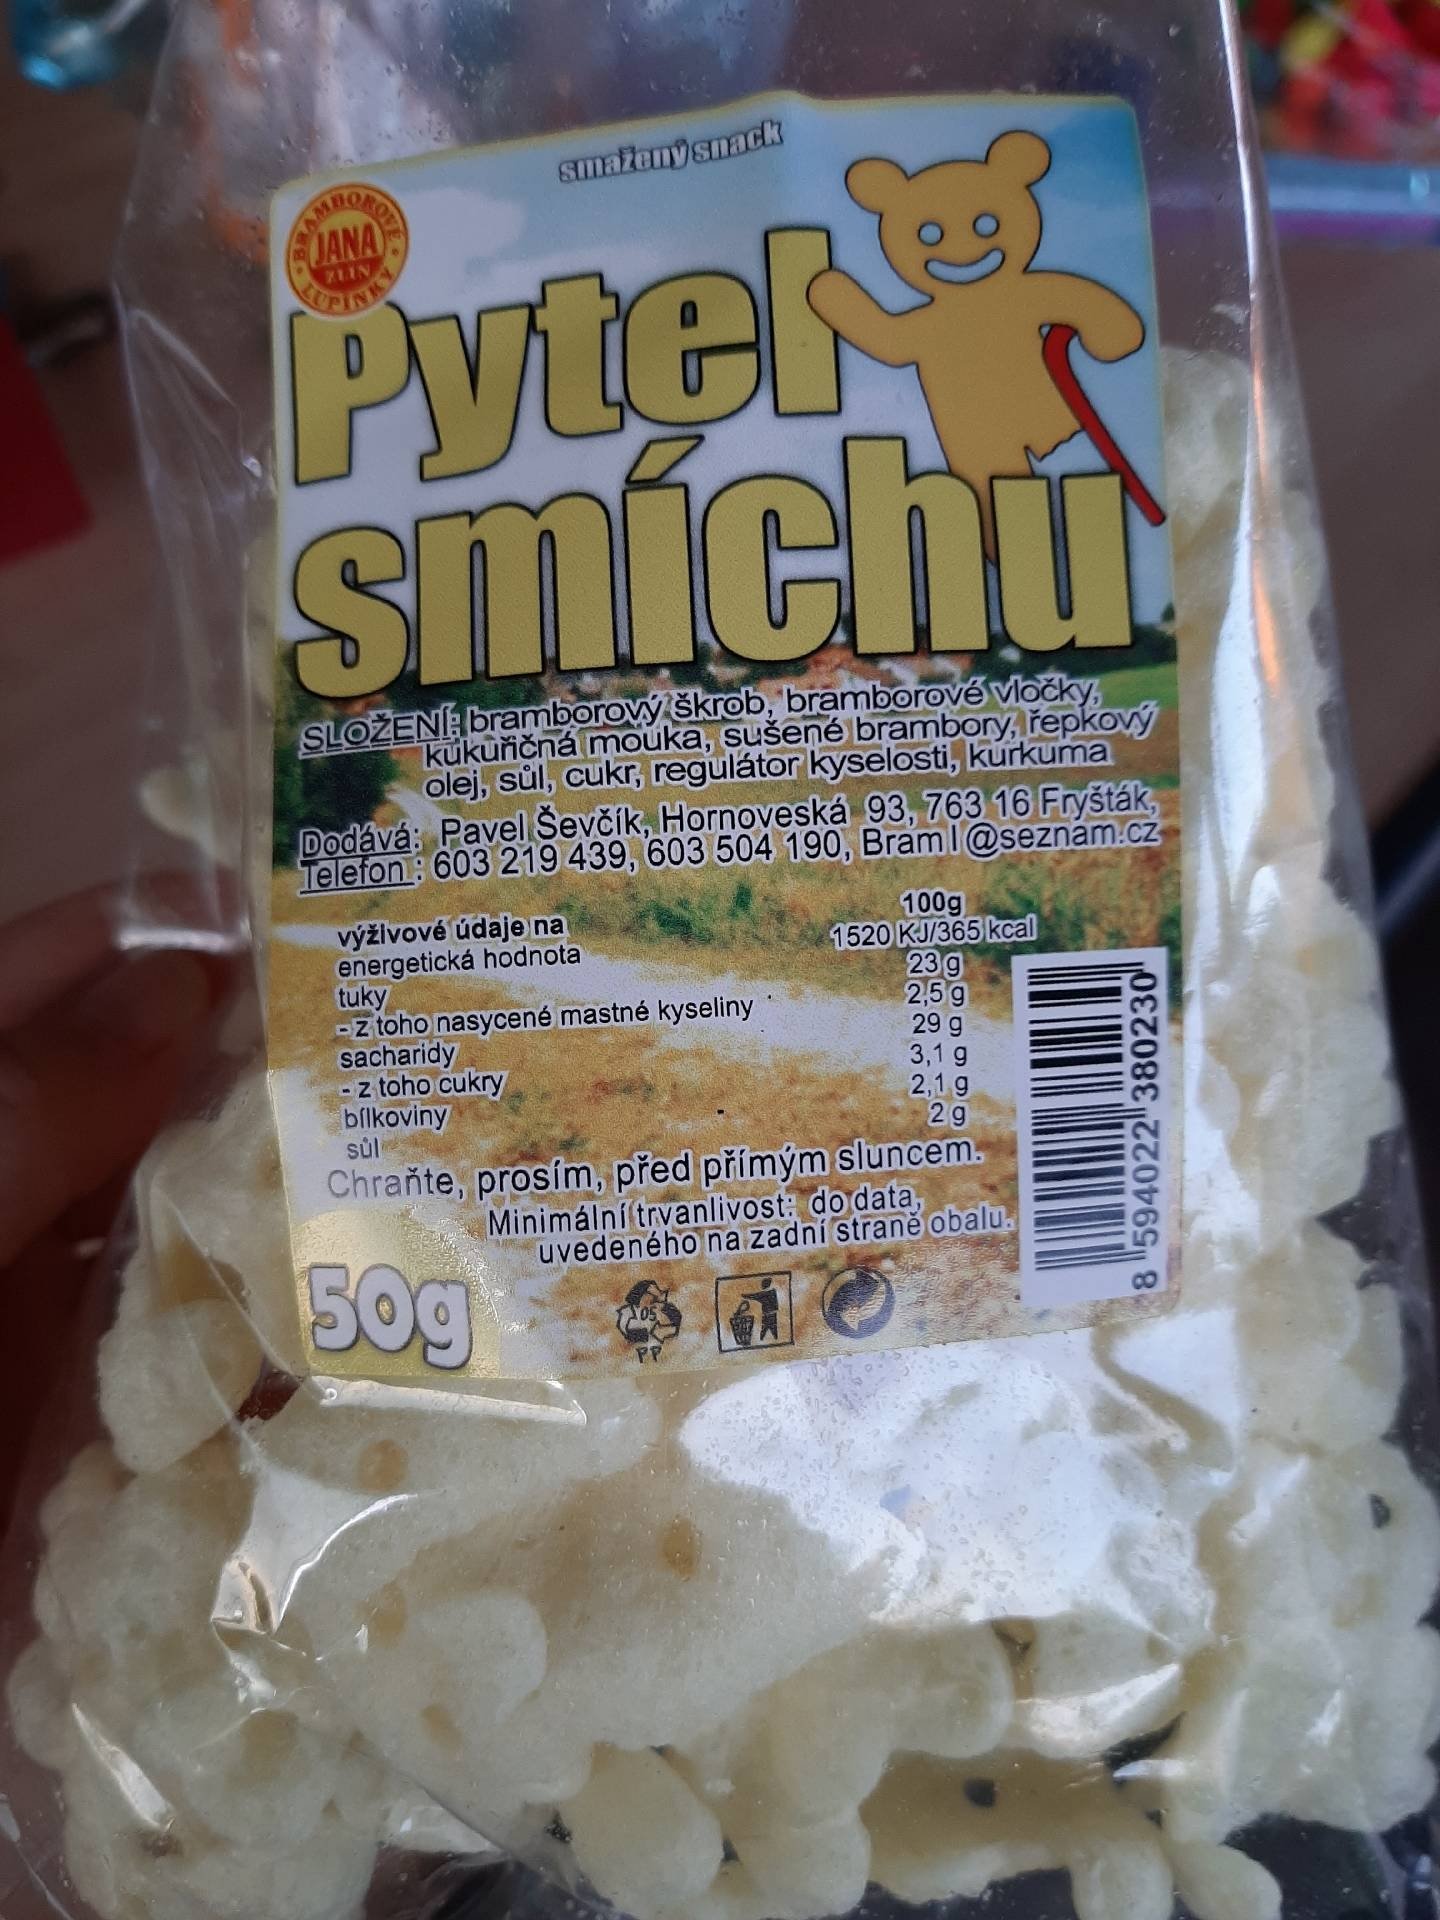 smažený snack
BRAMBOROVÉ
JANA
ZLÍN
LUPÍNKY
Pytel
smíchu
SLOŽENÍ: bramborový škrob, bramborové vločky,
kukuřičná mouka, sušené brambory, řepkový
olej, sůl, cukr, regulátor kyselosti, kurkuma
Dodává: Pavel Ševčík, Hornoveská 93, 763 16 Fryšták,
Telefon : 603 219 439, 603 504 190, Braml@seznam.cz
výživové údaje na 100g
energetická hodnota 1520 KJ/365 kcal
tuky 23 g
- z toho nasycené mastné kyseliny 2,5 g
sacharidy 29 g
- z toho cukry 3,1 g
bílkoviny 2,1 g
sůl 2 g
Chraňte, prosím, před přímým sluncem.
Minimální trvanlivost: do data,
uvedeného na zadní straně obalu.
50g
05
PP
8 594022 380230